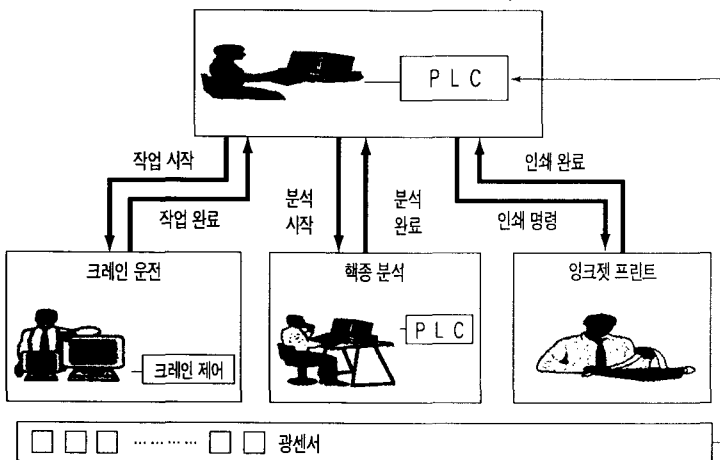 P L C
작업 시작
작업 완료
분석
시작
분석
완료
인쇄 완료
인쇄 명령
크레인 운전
크레인 제어
핵종 분석
P L C
잉크젯 프린트
광센서